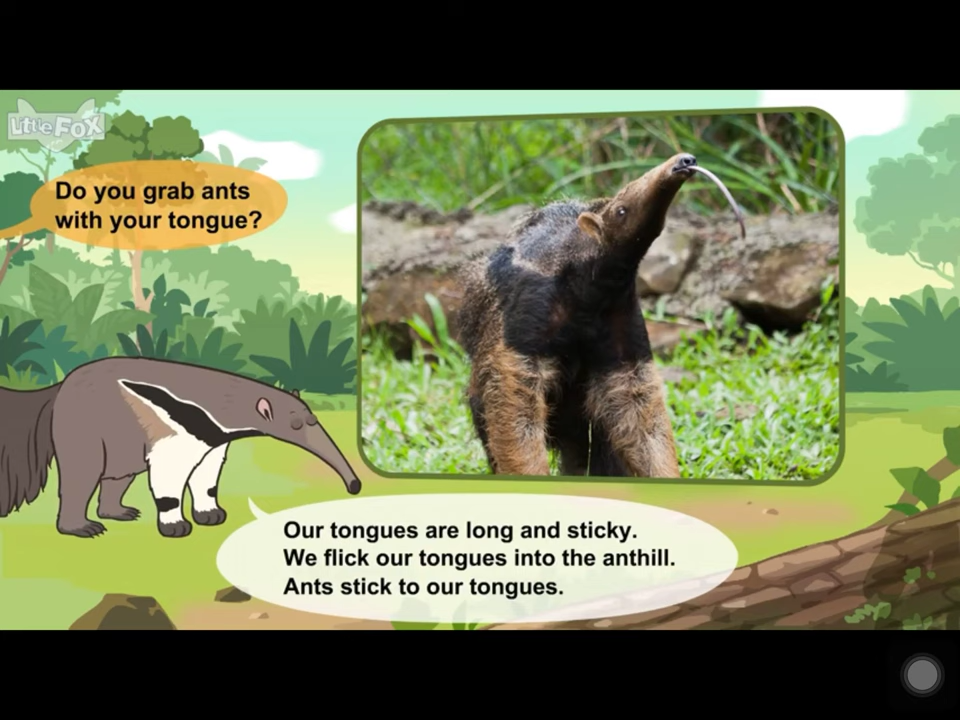 Little Fox
Do you grab ants
with your tongue?
Our tongues are long and sticky.
We flick our tongues into the anthill.
Ants stick to our tongues.